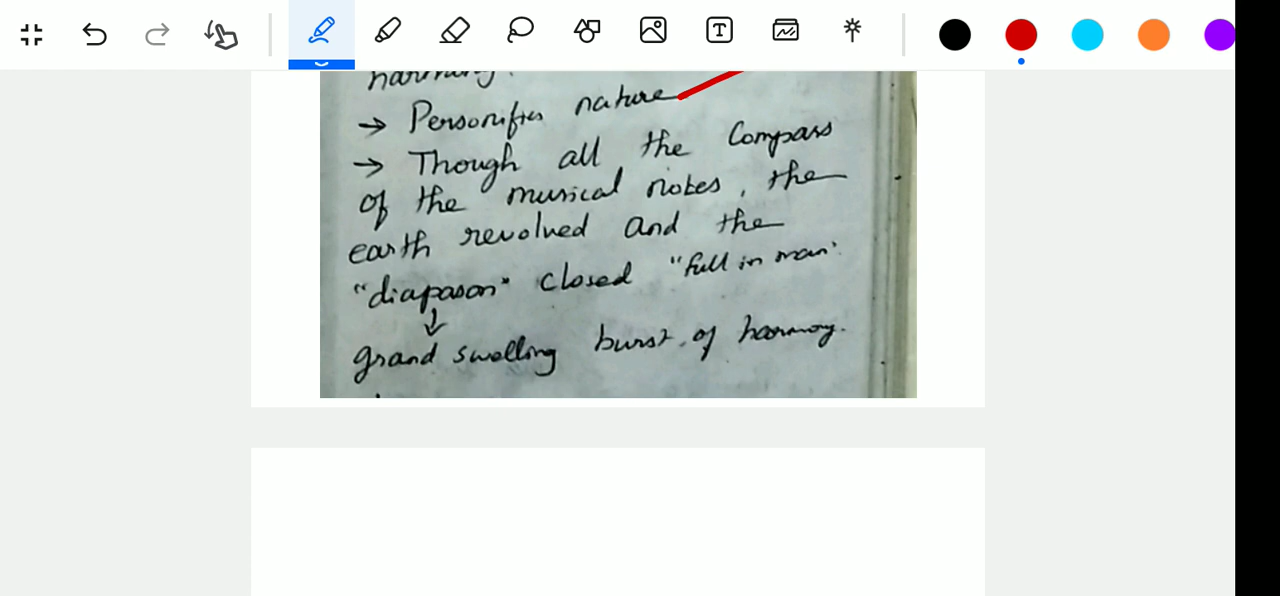 harmony.
→ Personifies nature
→ Though all the Compass
of the musical notes, the
earth revolved and the
"diapason" closed "full in man".
↓
grand swelling burst of harmony.